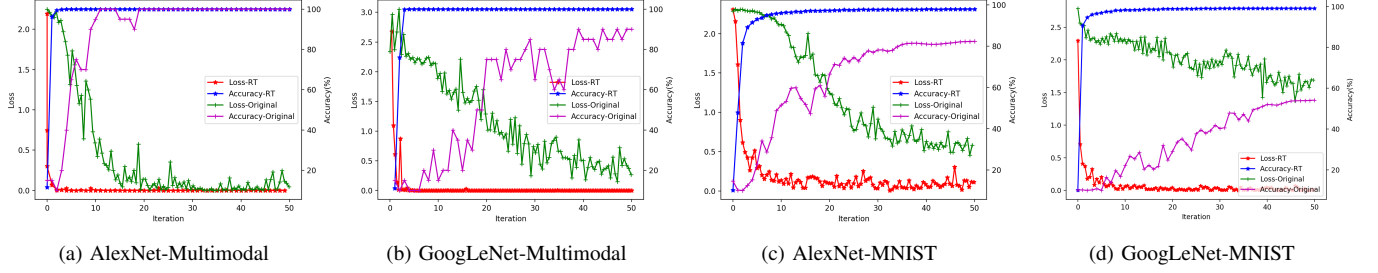 2.0
1.5
1.0
0.5
0.0
Loss
100
80
60
40
20
Accuracy(%)
Loss-RT
Accuracy-RT
Loss-Original
Accuracy-Original
0 10 20 30 40 50
Iteration
(a) AlexNet-Multimodal
3.0
2.5
2.0
1.5
1.0
0.5
0.0
Loss
100
80
60
40
20
Accuracy(%)
Loss-RT
Accuracy-RT
Loss-Original
Accuracy-Original
0 10 20 30 40 50
Iteration
(b) GoogLeNet-Multimodal
2.0
1.5
1.0
0.5
0.0
Loss
100
80
60
40
20
Accuracy(%)
Loss-RT
Accuracy-RT
Loss-Original
Accuracy-Original
0 10 20 30 40 50
Iteration
(c) AlexNet-MNIST
2.5
2.0
1.5
1.0
0.5
0.0
Loss
100
80
60
40
20
Accuracy(%)
Loss-RT
Accuracy-RT
Loss-Original
Accuracy-Original
0 10 20 30 40 50
Iteration
(d) GoogLeNet-MNIST